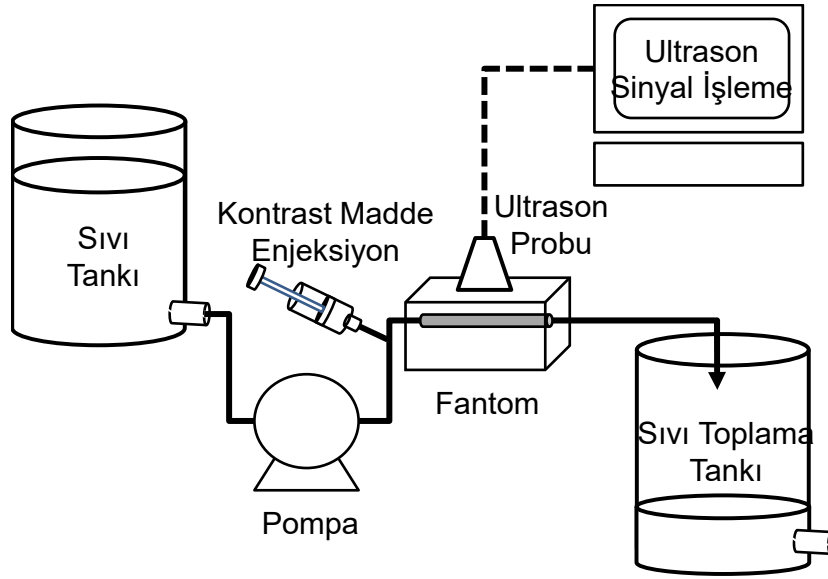 Ultrason
Sinyal İşleme
Kontrast Madde
Enjeksiyon
Ultrason
Probu
Sıvı
Tankı
Fantom
Sıvı Toplama
Tankı
Pompa